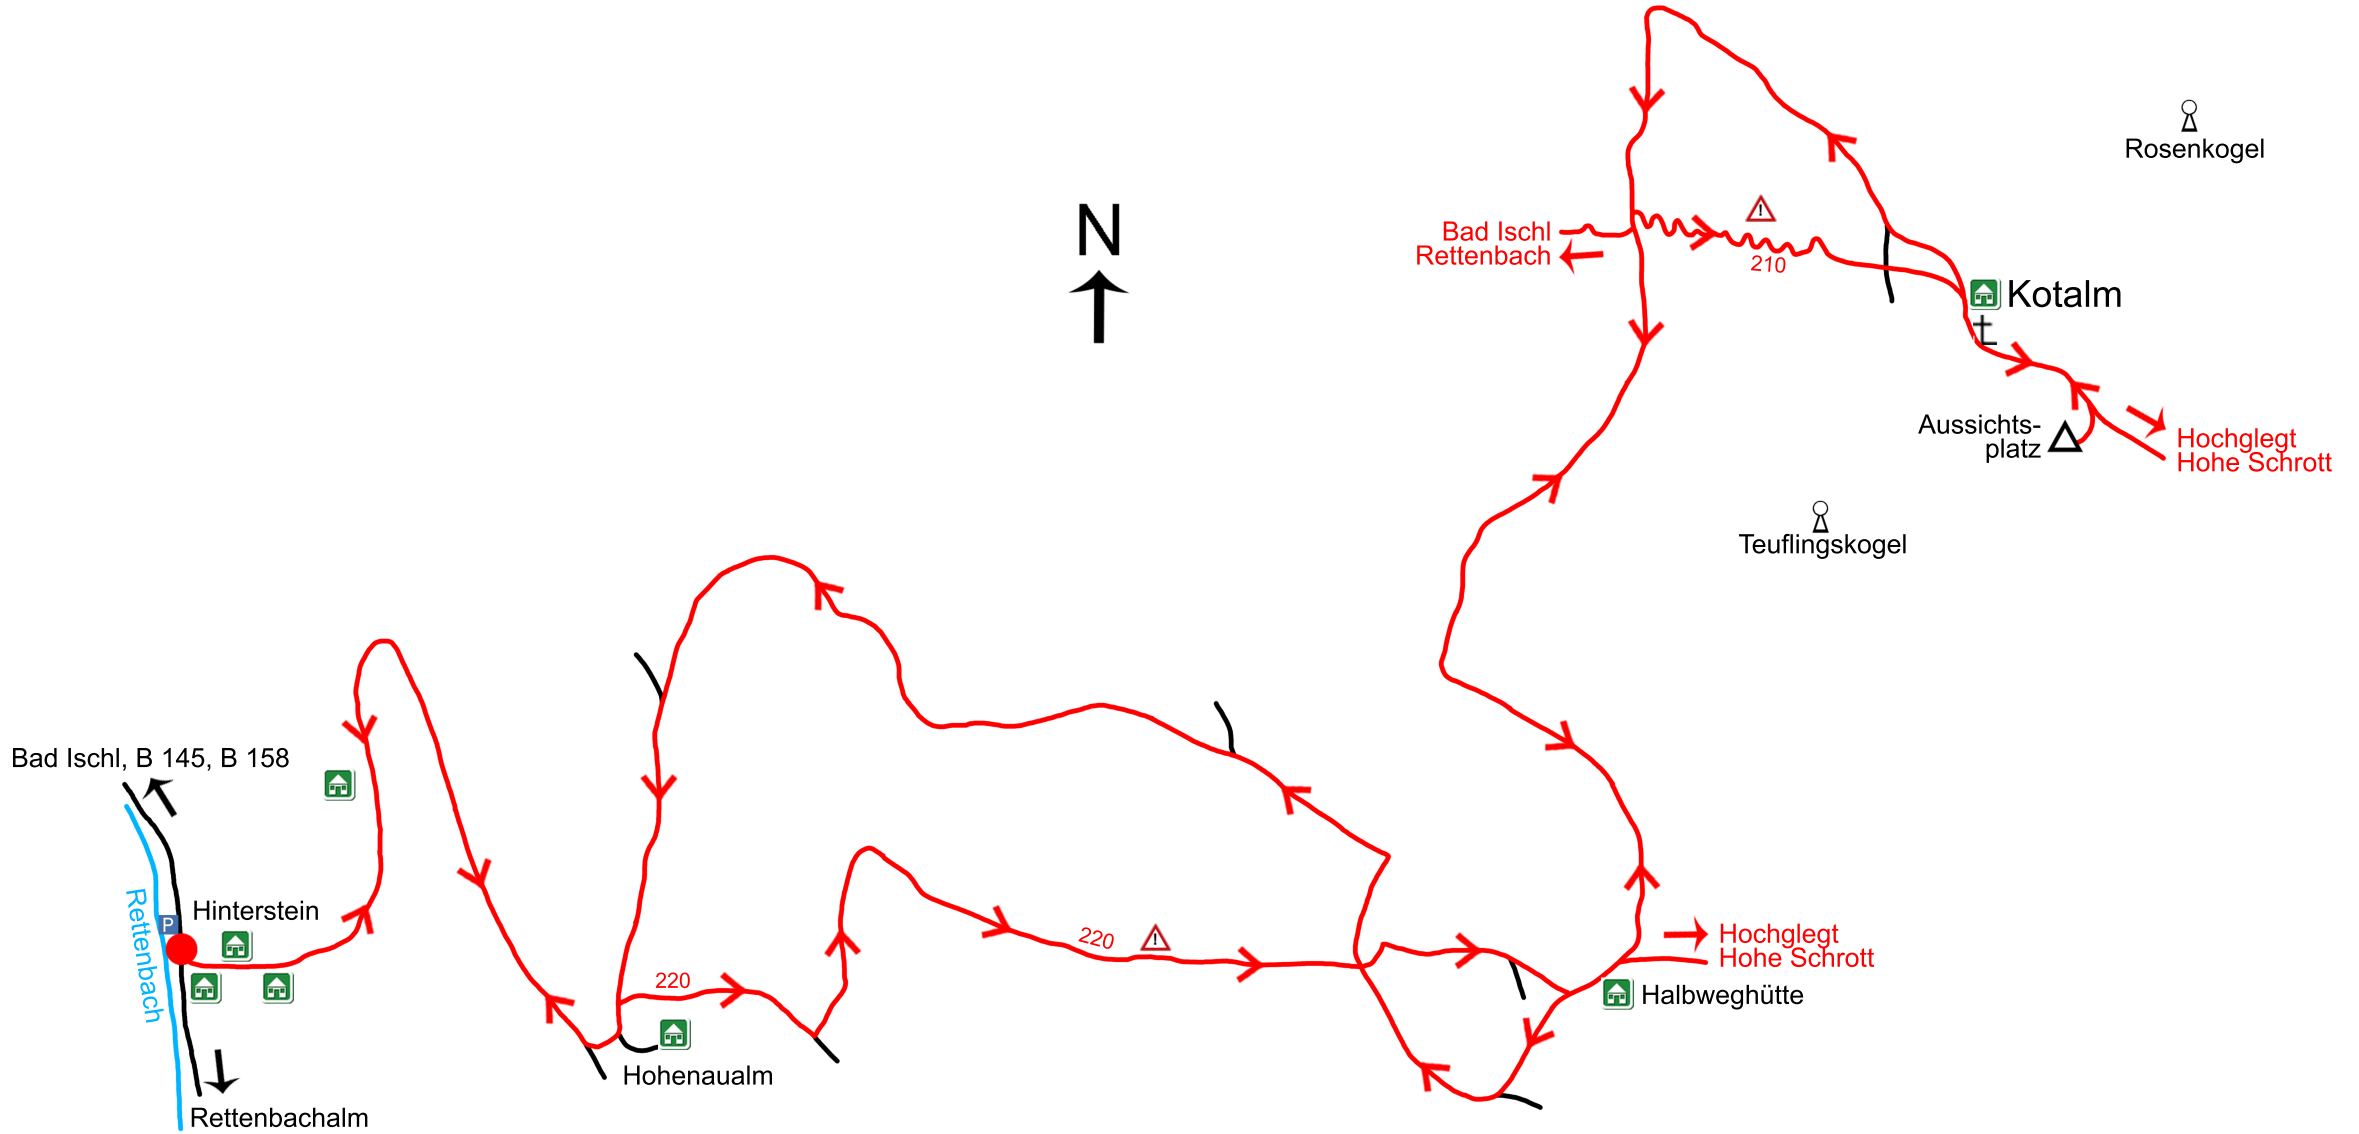 Rosenkogel
N
Bad Ischl
Rettenbach
210
Kotalm
Aussichts-
platz
Hochglegt
Hohe Schrott
Teuflingskogel
Bad Ischl, B 145, B 158
P
Hinterstein
Rettenbach
220
220
Hochglegt
Hohe Schrott
Halbweghütte
Hohenaualm
Rettenbachalm